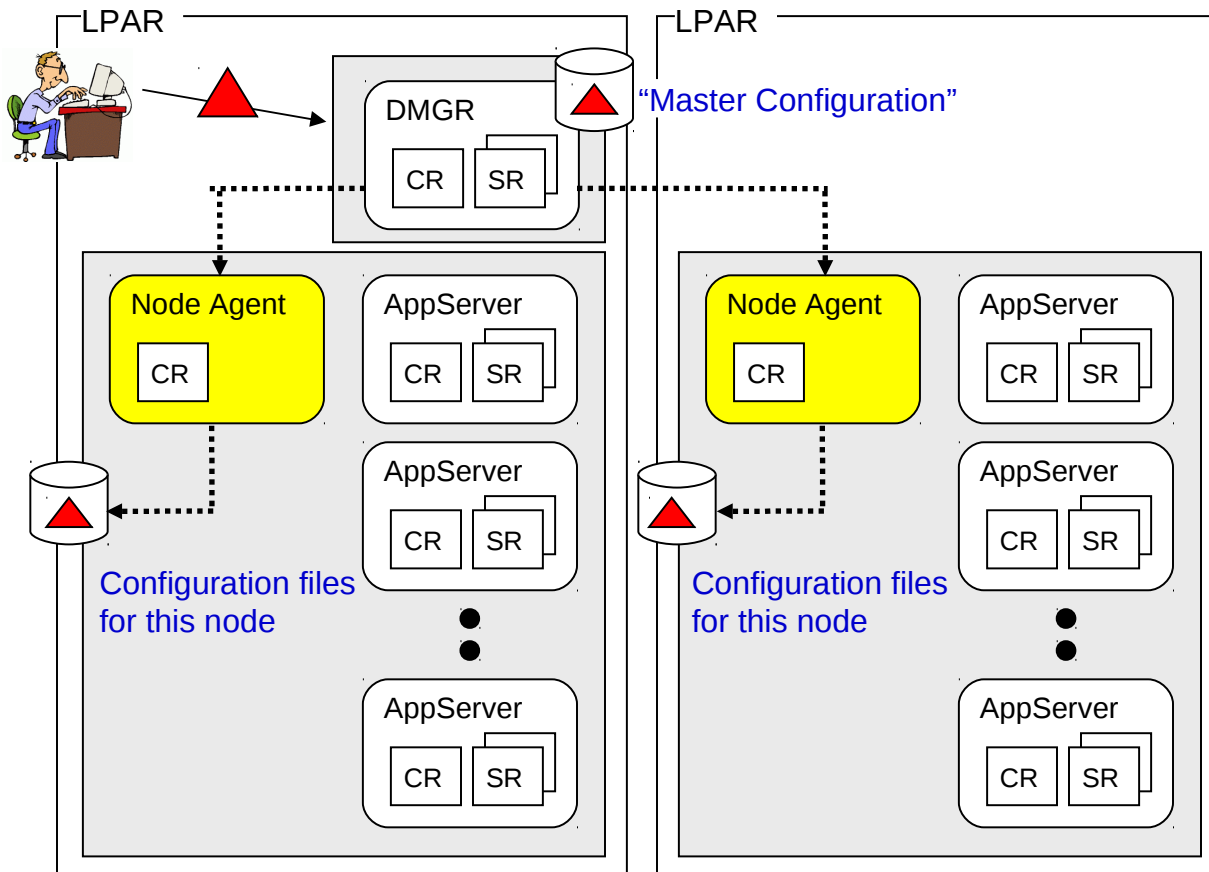 LPAR
LPAR
DMGR
CR
SR
“Master Configuration”
Node Agent
CR
AppServer
CR
SR
AppServer
CR
SR
Configuration files
for this node
AppServer
CR
SR
Node Agent
CR
AppServer
CR
SR
AppServer
CR
SR
Configuration files
for this node
AppServer
CR
SR